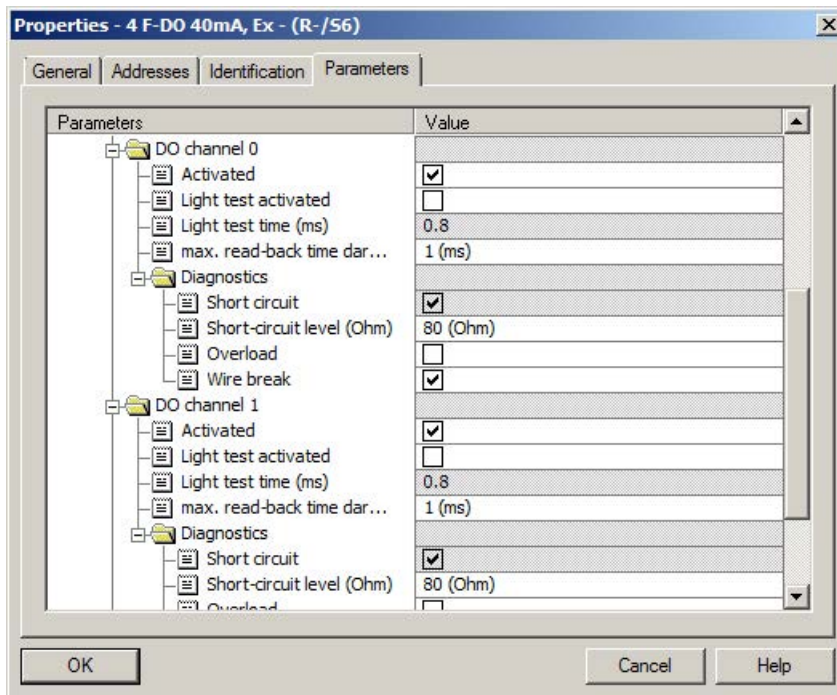 Properties - 4 F-DO 40mA, Ex - (R-/S6)
General Addresses Identification Parameters
Parameters Value
DO channel 0
Activated
Light test activated
Light test time (ms) 0.8
max. read-back time dar... 1 (ms)
Diagnostics
Short circuit
Short-circuit level (Ohm) 80 (Ohm)
Overload
Wire break
DO channel 1
Activated
Light test activated
Light test time (ms) 0.8
max. read-back time dar... 1 (ms)
Diagnostics
Short circuit
Short-circuit level (Ohm) 80 (Ohm)
Overload
OK Cancel Help